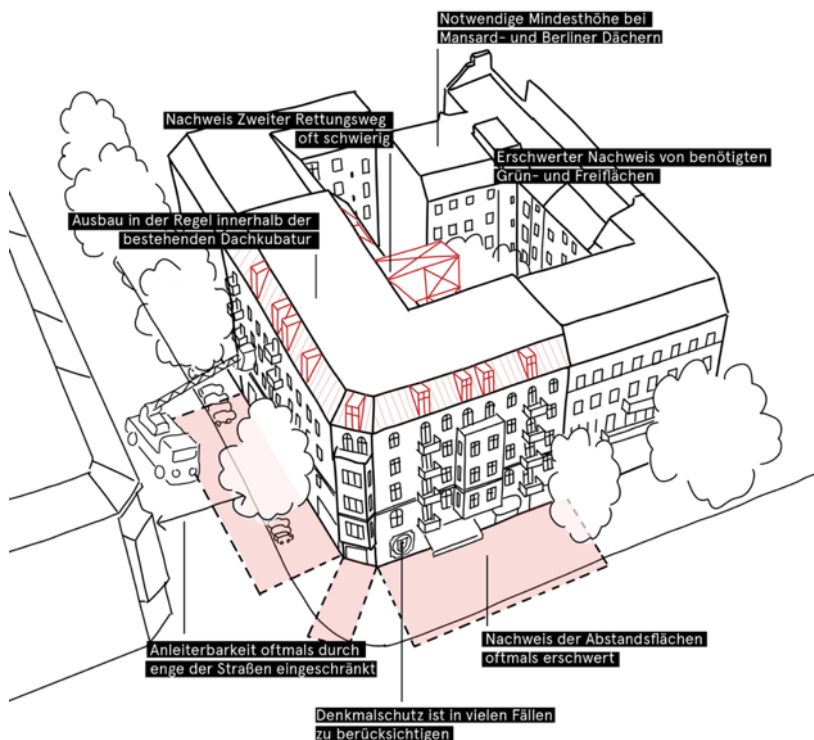 Notwendige Mindesthöhe bei
Mansard- und Berliner Dächern
Nachweis Zweiter Rettungsweg
oft schwierig
Erschwerter Nachweis von benötigten
Grün- und Freiflächen
Ausbau in der Regel innerhalb der
bestehenden Dachkubatur
Anleiterbarkeit oftmals durch
enge der Straßen eingeschränkt
Nachweis der Abstandsflächen
oftmals erschwert
Denkmalschutz ist in vielen Fällen
zu berücksichtigen